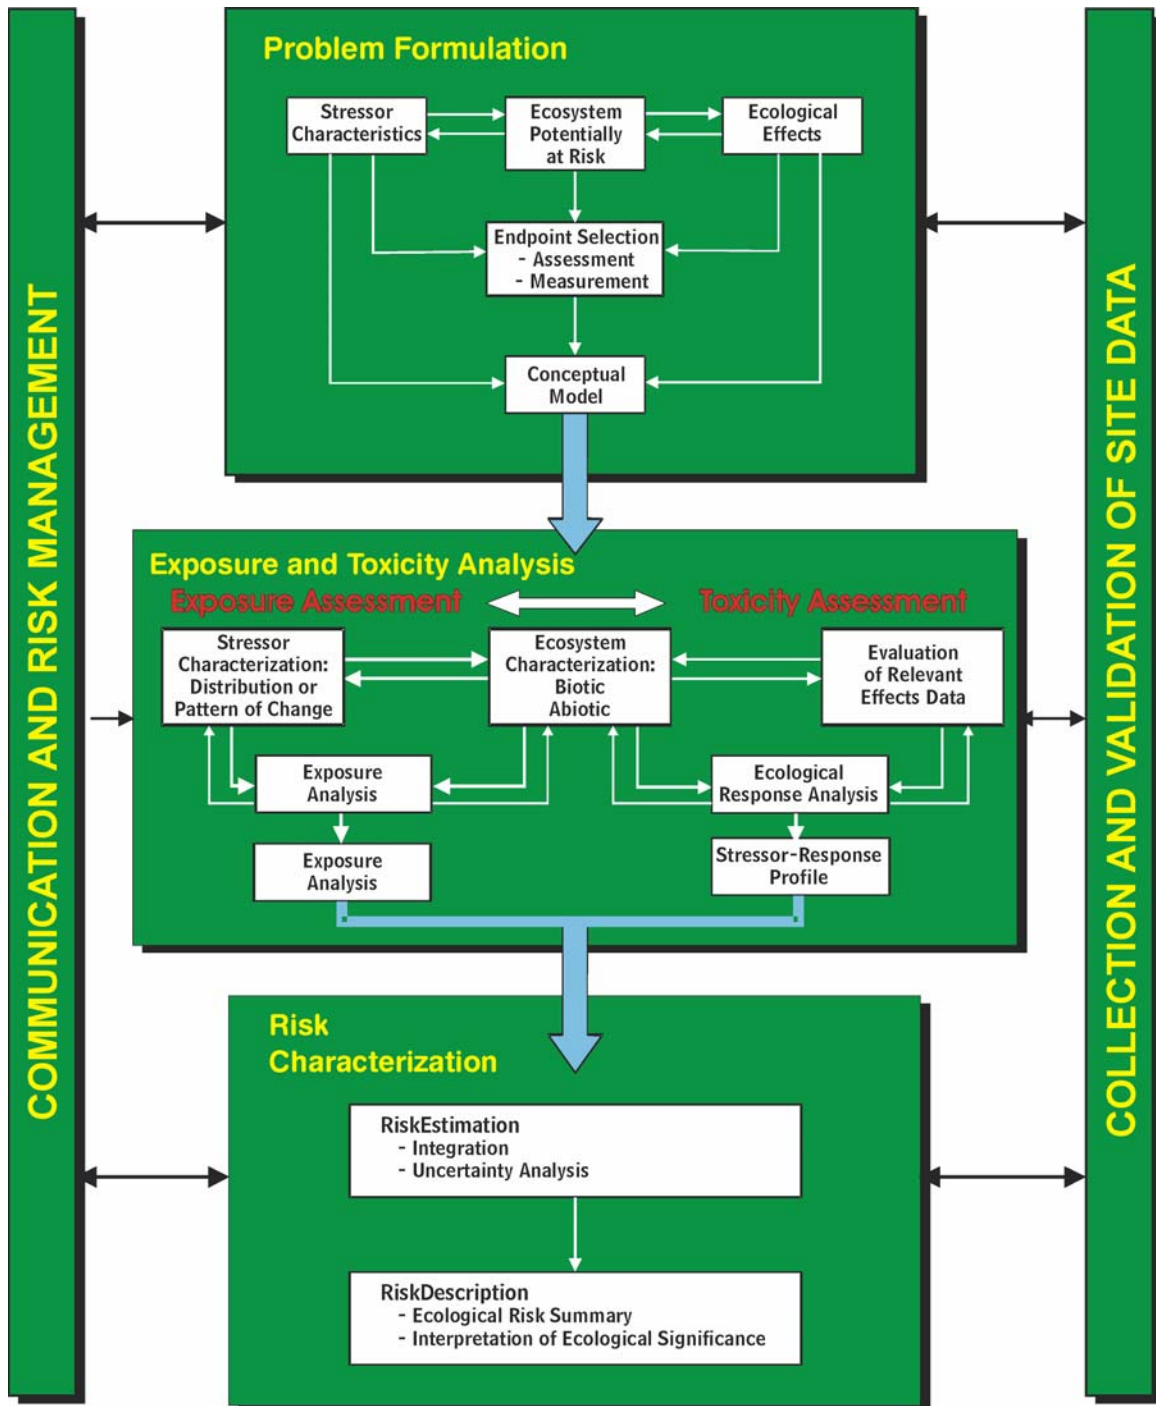 COMMUNICATION AND RISK MANAGEMENT
Problem Formulation
Stressor
Characteristics
Ecosystem
Potentially
at Risk
Ecological
Effects
Endpoint Selection
- Assessment
- Measurement
Conceptual
Model
Exposure and Toxicity Analysis
Exposure Assessment
Toxicity Assessment
Stressor
Characterization:
Distribution or
Pattern of Change
Ecosystem
Characterization:
Biotic
Abiotic
Evaluation
of Relevant
Effects Data
Exposure
Analysis
Ecological
Response Analysis
Exposure
Analysis
Stressor-Response
Profile
Risk
Characterization
RiskEstimation
- Integration
- Uncertainty Analysis
RiskDescription
- Ecological Risk Summary
- Interpretation of Ecological Significance
COLLECTION AND VALIDATION OF SITE DATA